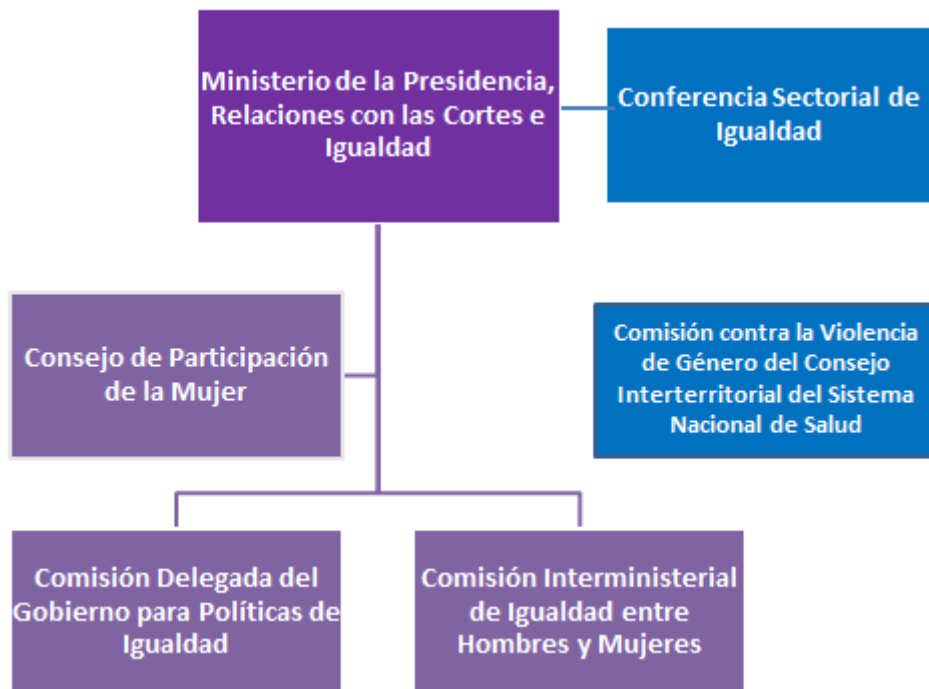 Ministerio de la Presidencia,
Relaciones con las Cortes e
Igualdad
Conferencia Sectorial de
Igualdad
Consejo de Participación
de la Mujer
Comisión contra la Violencia
de Género del Consejo
Interterritorial del Sistema
Nacional de Salud
Comisión Delegada del
Gobierno para Políticas de
Igualdad
Comisión Interministerial
de Igualdad entre
Hombres y Mujeres